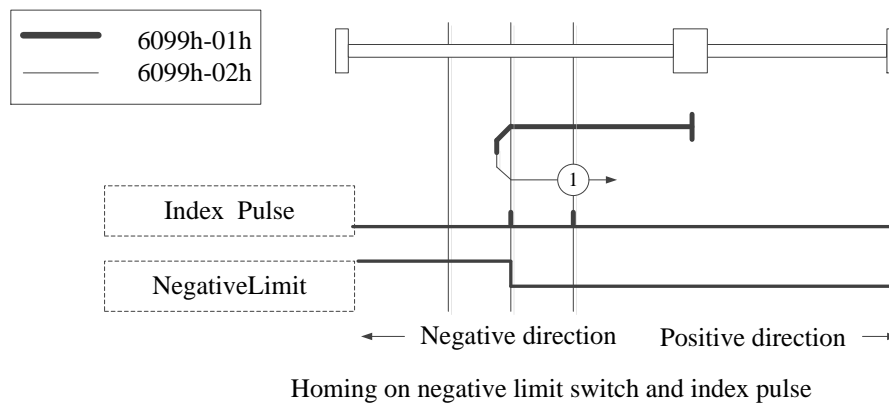 6099h-01h
6099h-02h
1
Index Pulse
NegativeLimit
Negative direction
Positive direction
Homing on negative limit switch and index pulse